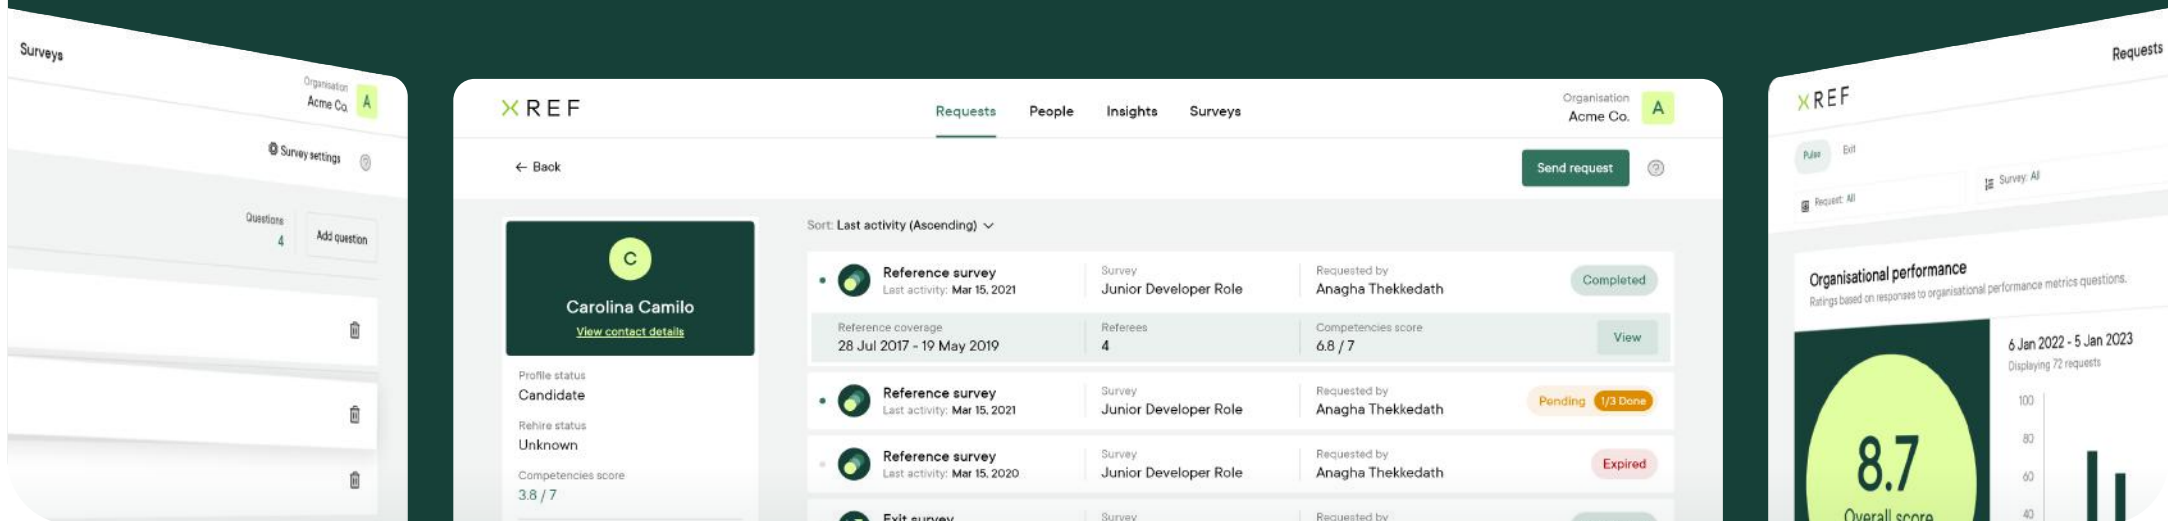 Surveys
Organisation
Acme Co.
A
Survey settings
Questions
4
Add question
XREF
Requests
People
Insights
Surveys
Organisation
Acme Co.
A
← Back
Send request
C
Carolina Camilo
View contact details
Profile status
Candidate
Rehire status
Unknown
Competencies score
3.8 / 7
Sort: Last activity (Ascending)
Reference survey
Last activity: Mar 15, 2021
Survey
Junior Developer Role
Requested by
Anagha Thekkedath
Completed
Reference coverage
28 Jul 2017 - 19 May 2019
Referees
4
Competencies score
6.8 / 7
View
Reference survey
Last activity: Mar 15, 2021
Survey
Junior Developer Role
Requested by
Anagha Thekkedath
Pending 1/3 Done
Reference survey
Last activity: Mar 15, 2020
Survey
Junior Developer Role
Requested by
Anagha Thekkedath
Expired
Exit survey
Survey
Requested by
Requests
XREF
Pulse
Exit
Request: All
Survey: All
Organisational performance
Ratings based on responses to organisational performance metrics questions.
8.7
Overall score
6 Jan 2022 - 5 Jan 2023
Displaying 72 requests
100
80
60
40